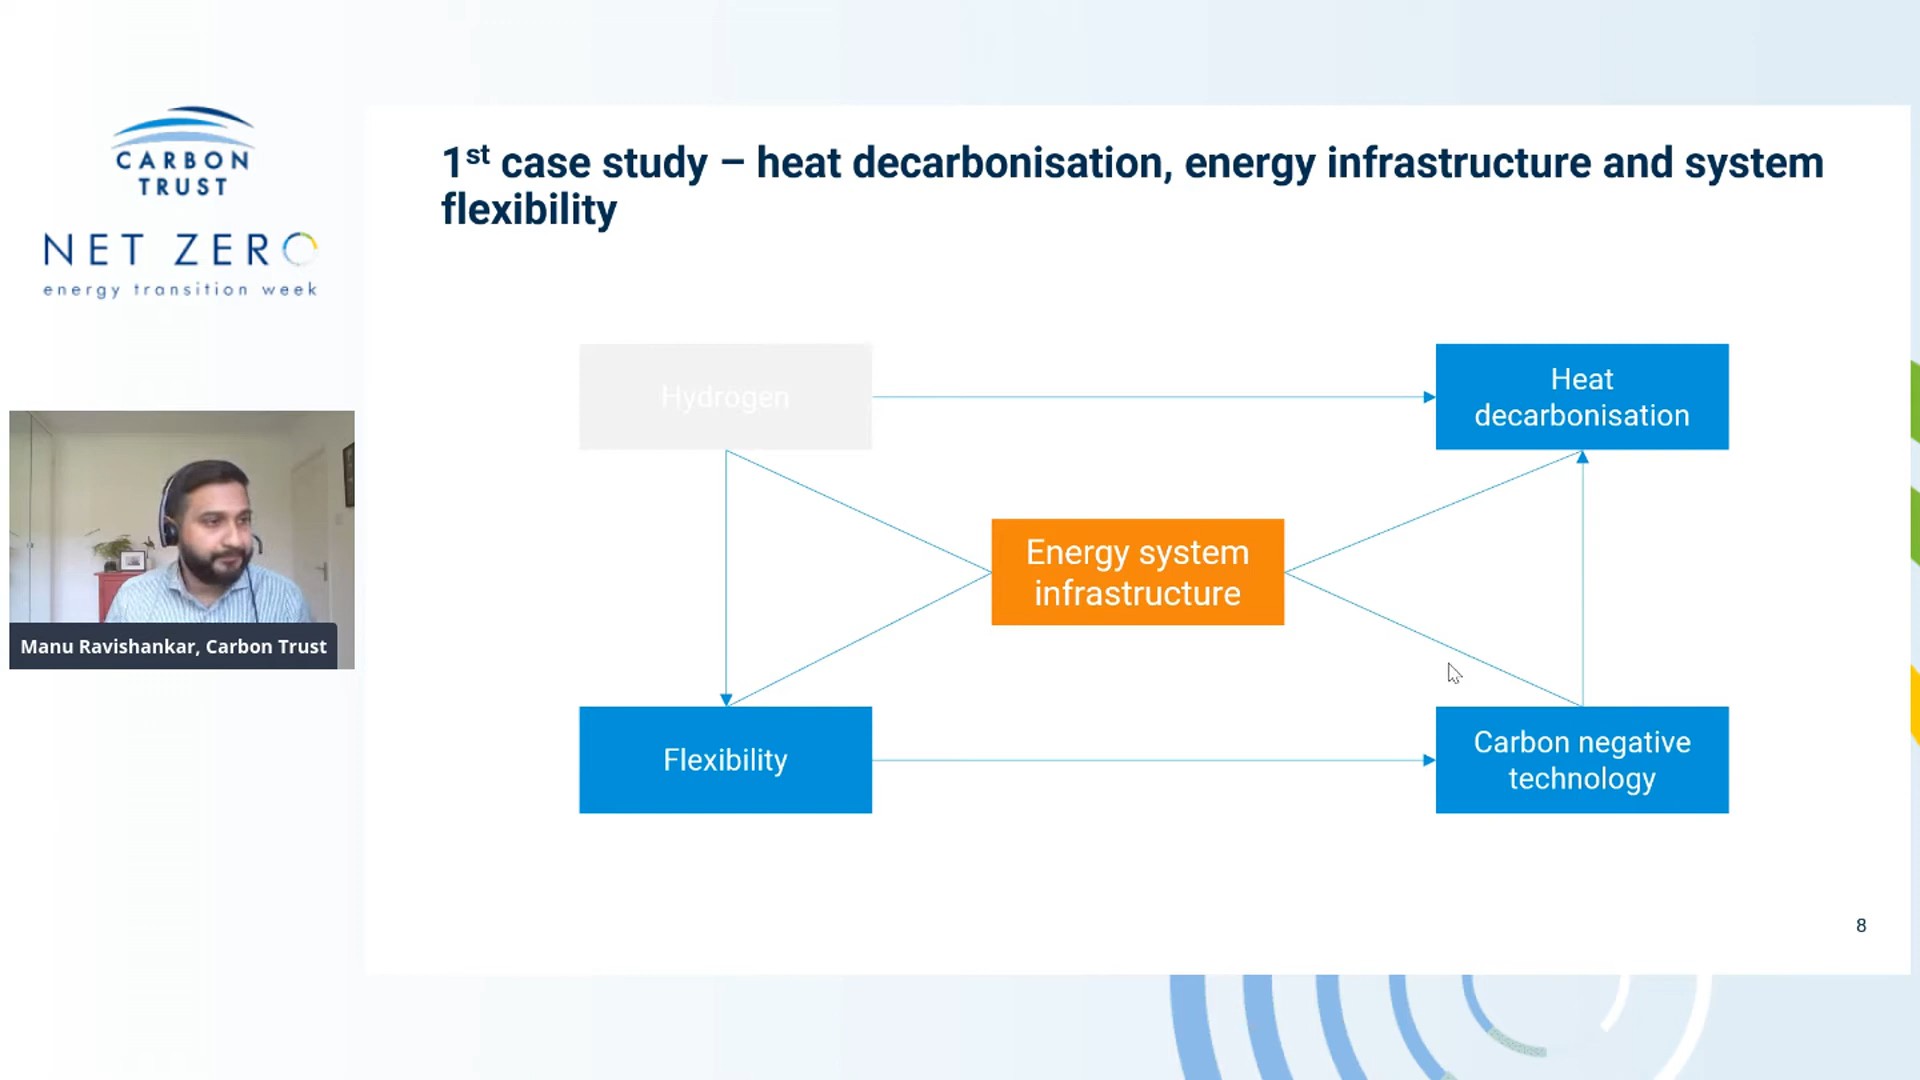 CARBON
TRUST
NET ZERO
energy transition week
Manu Ravishankar, Carbon Trust
1st case study – heat decarbonisation, energy infrastructure and system
flexibility
Hydrogen
Heat
decarbonisation
Energy system
infrastructure
Flexibility
Carbon negative
technology
8